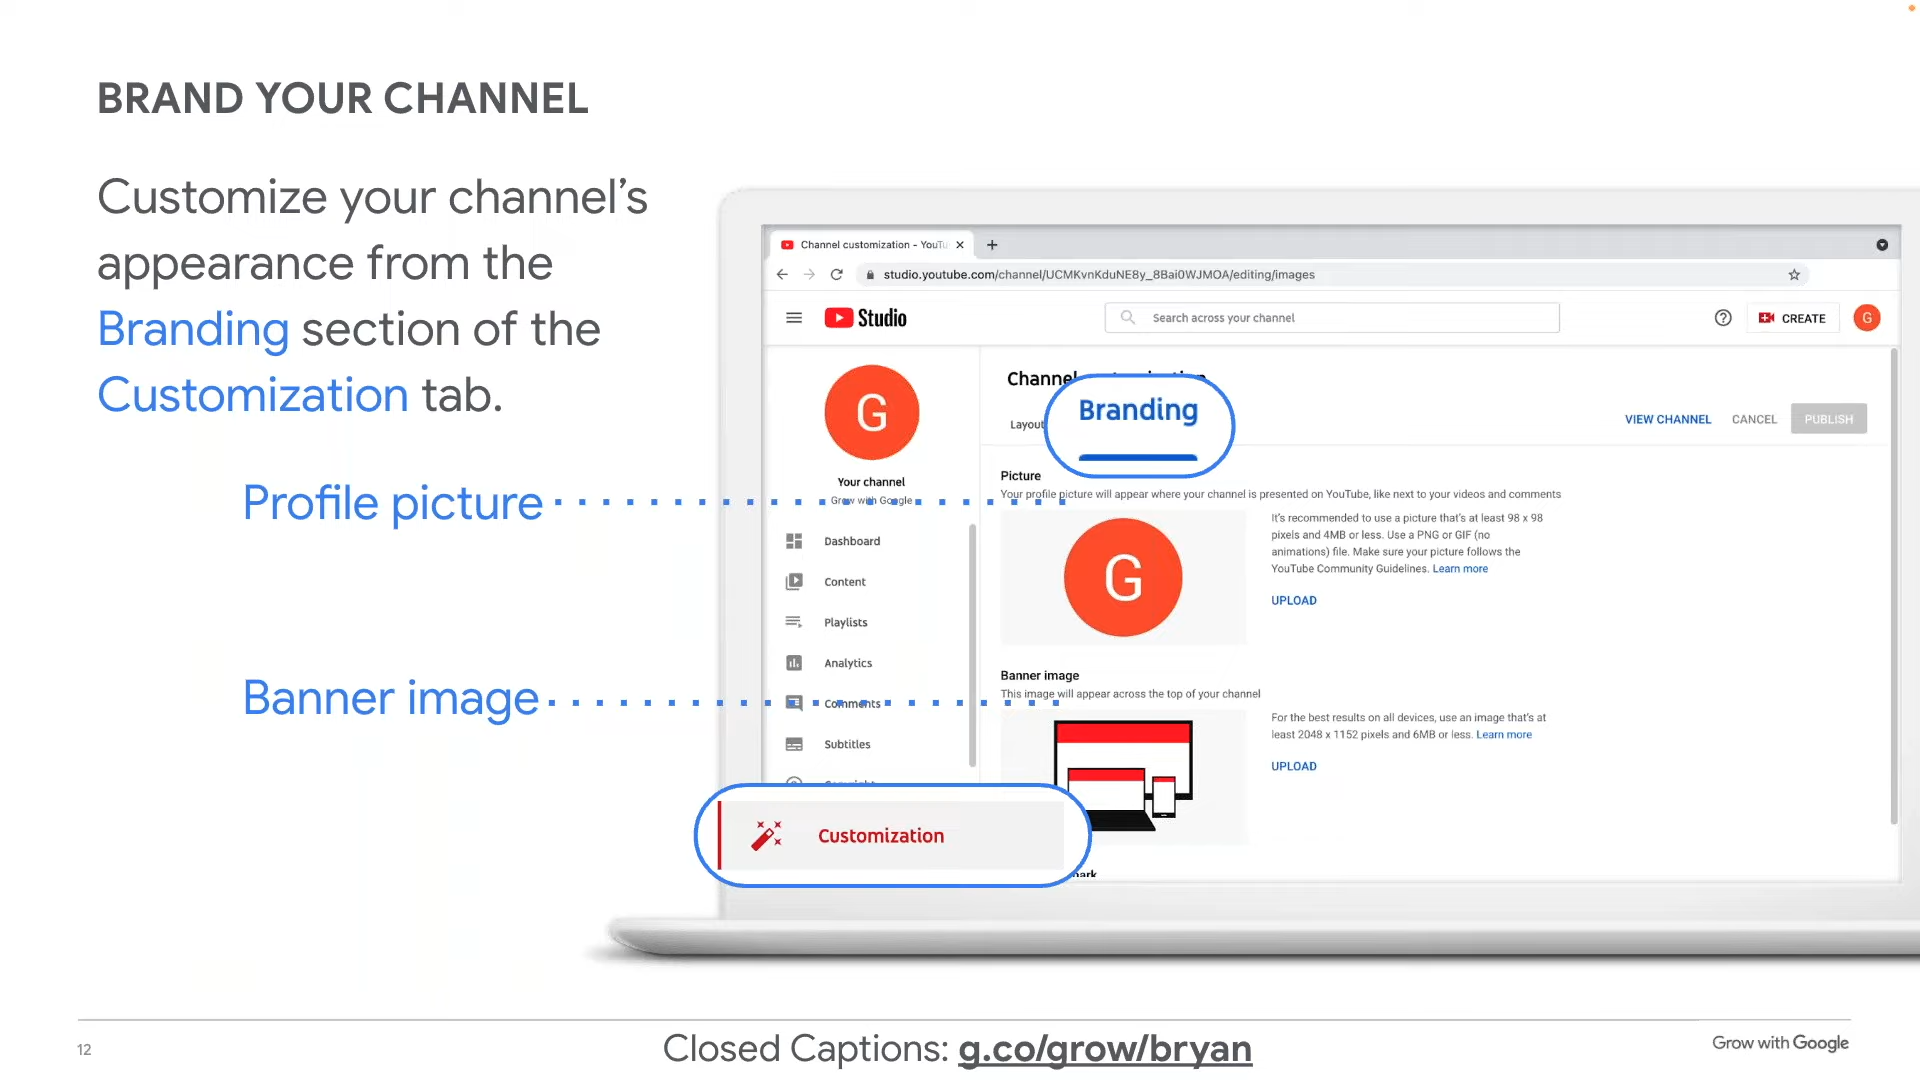 BRAND YOUR CHANNEL
Customize your channel's
appearance from the
Branding section of the
Customization tab.
Profile picture
Banner image
Channel customization - YouTu
studio.youtube.com/channel/UCMKvnKduNE8y_8Bai0WJMOA/editing/images
Studio
Search across your channel
CREATE
G
G
Your channel
Grow with Google
Dashboard
Content
Playlists
Analytics
Comments
Subtitles
Customization
Channel
Layout
Branding
VIEW CHANNEL
CANCEL
PUBLISH
Picture
Your profile picture will appear where your channel is presented on YouTube, like next to your videos and comments
G
It's recommended to use a picture that's at least 98 x 98
pixels and 4MB or less. Use a PNG or GIF (no
animations) file. Make sure your picture follows the
YouTube Community Guidelines. Learn more
UPLOAD
Banner image
This image will appear across the top of your channel
For the best results on all devices, use an image that's at
least 2048 x 1152 pixels and 6MB or less. Learn more
UPLOAD
12
Closed Captions: g.co/grow/bryan
Grow with Google